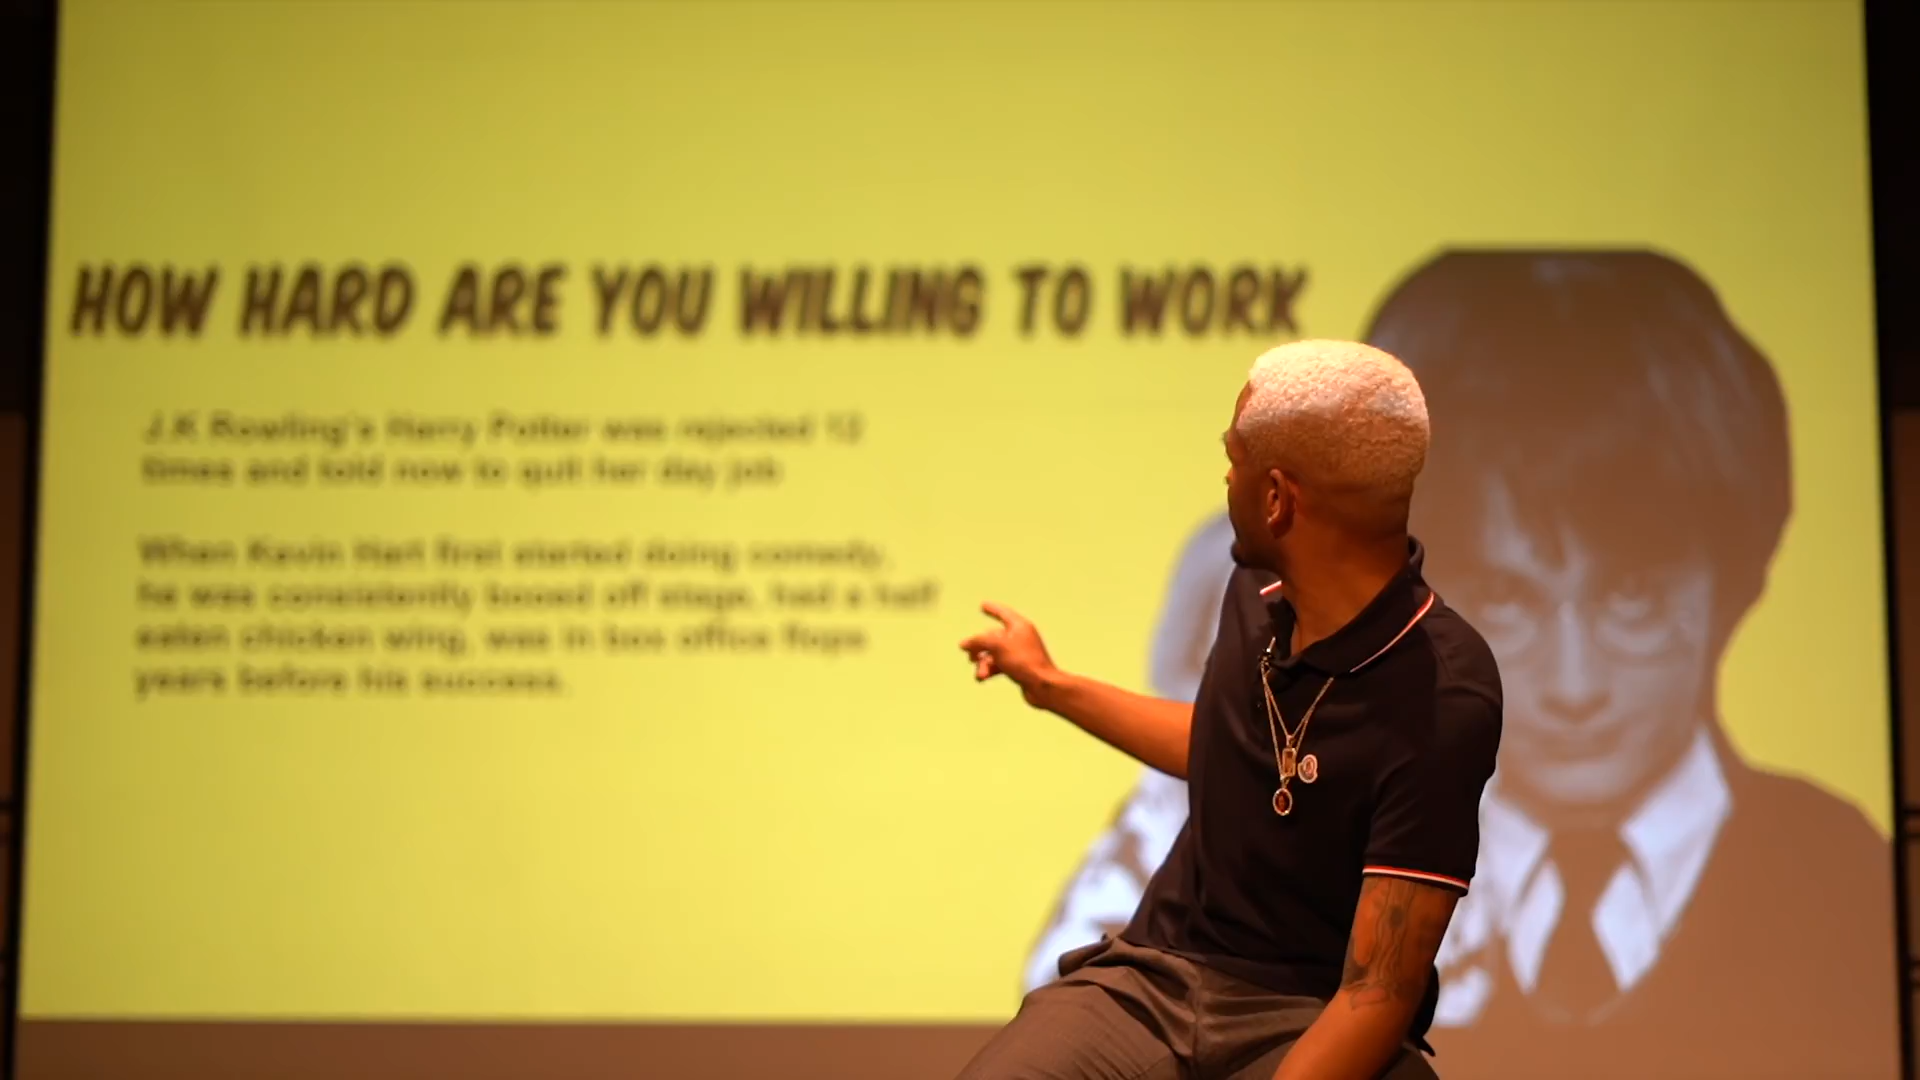 HOW HARD ARE YOU WILLING TO WORK
J.K Rowling's Harry Potter was rejected 12
times and told now to quit her day job
When Kevin Hart first started doing comedy,
he was consistently booed off stage, had a half
eaten chicken wing, was in box office flops
years before his success.